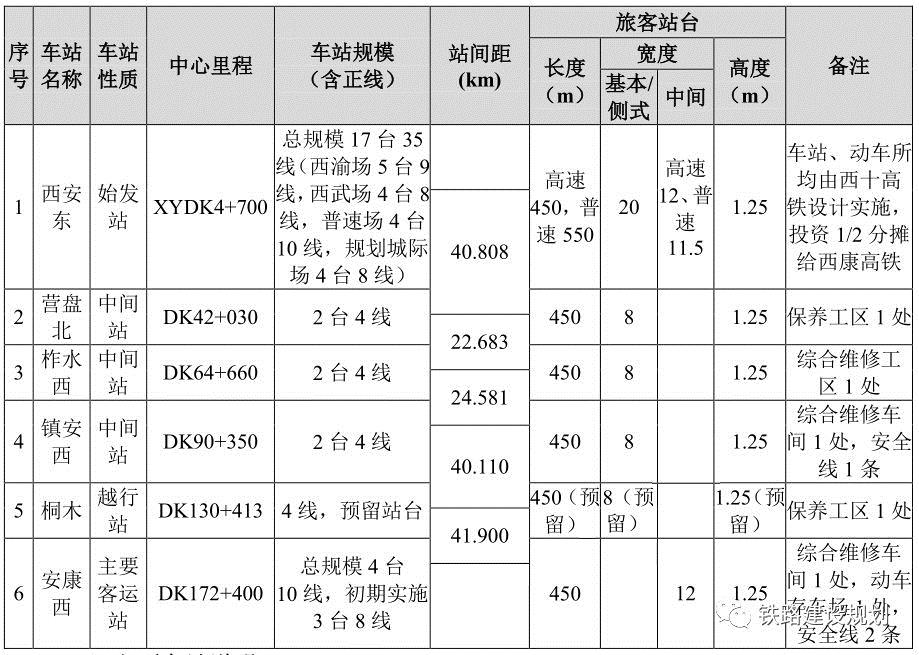 序号 车站名称 车站性质 中心里程 车站规模（含正线） 站间距(km) 旅客站台 备注
长度（m） 宽度 高度（m）
基本/侧式 中间
1 西安东 始发站 XYDK4+700 总规模 17 台 35 线（西渝场 5 台 9 线，西武场 4 台 8 线，普速场 4 台 10 线，规划城际场 4 台 8 线） 高速 450，普速 550 20 高速 12、普速 11.5 1.25 车站、动车所均由西十高铁设计实施，投资 1/2 分摊给西康高铁
40.808
2 营盘北 中间站 DK42+030 2 台 4 线 450 8 1.25 保养工区 1 处
22.683
3 柞水西 中间站 DK64+660 2 台 4 线 450 8 1.25 综合维修工区 1 处
24.581
4 镇安西 中间站 DK90+350 2 台 4 线 450 8 1.25 综合维修车间 1 处，安全线 1 条
40.110
5 桐木 越行站 DK130+413 4 线，预留站台 450（预留） 8（预留） 1.25（预留） 保养工区 1 处
41.900
6 安康西 主要客运站 DK172+400 总规模 4 台 10 线，初期实施 3 台 8 线 450 12 1.25 综合维修车间 1 处，动车存车场 1 处，安全线 2 条
铁路建设规划